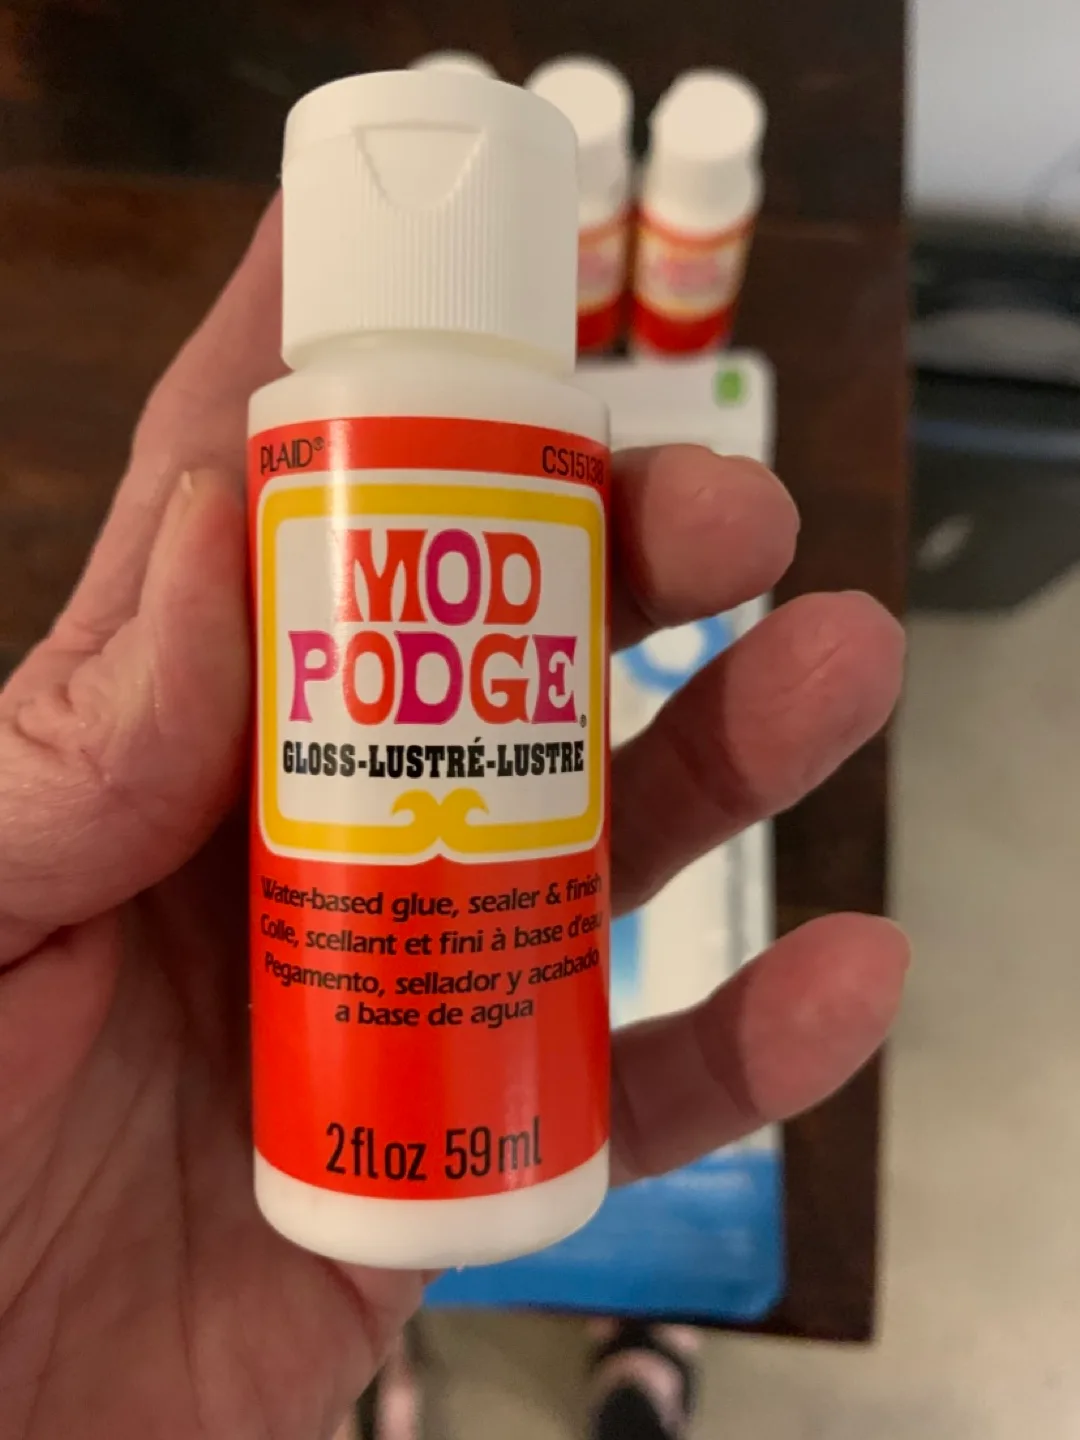 PLAID® CS15138
MOD
PODGE®
GLOSS-LUSTRÉ-LUSTRE
Water-based glue, sealer & finish
Colle, scellant et fini à base d'eau
Pegamento, sellador y acabado
a base de agua
2 fl oz 59 ml